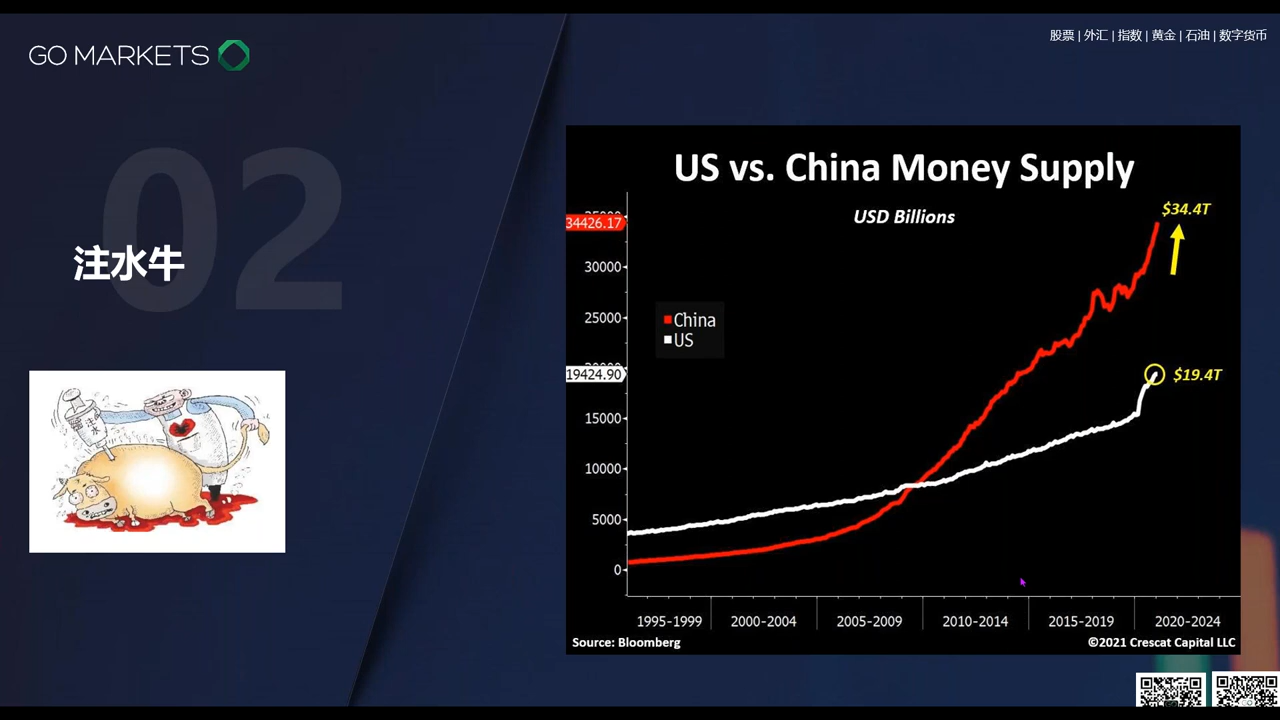 GO MARKETS
股票 | 外汇 | 指数 | 黄金 | 石油 | 数字货币
02
注水牛
注水
US vs. China Money Supply
USD Billions
$34.4T
34426.17
30000
25000
China
US
19424.90
$19.4T
15000
10000
5000
0
1995-1999
2000-2004
2005-2009
2010-2014
2015-2019
2020-2024
Source: Bloomberg
©2021 Crescat Capital LLC